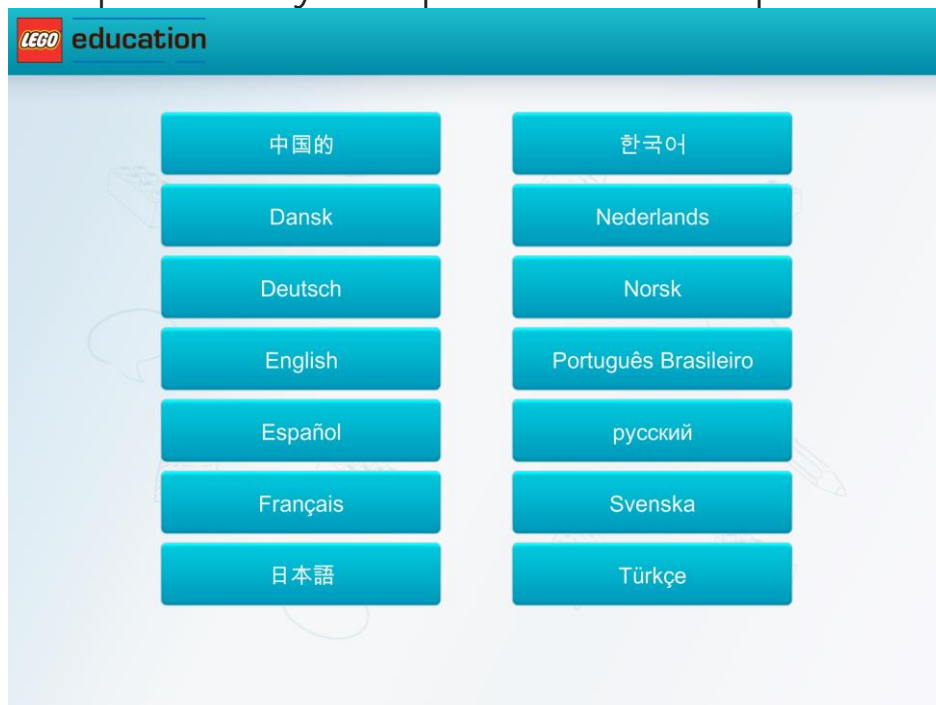 LEGO education
中国的
Dansk
Deutsch
English
Español
Français
日本語
한국어
Nederlands
Norsk
Português Brasileiro
русский
Svenska
Türkçe